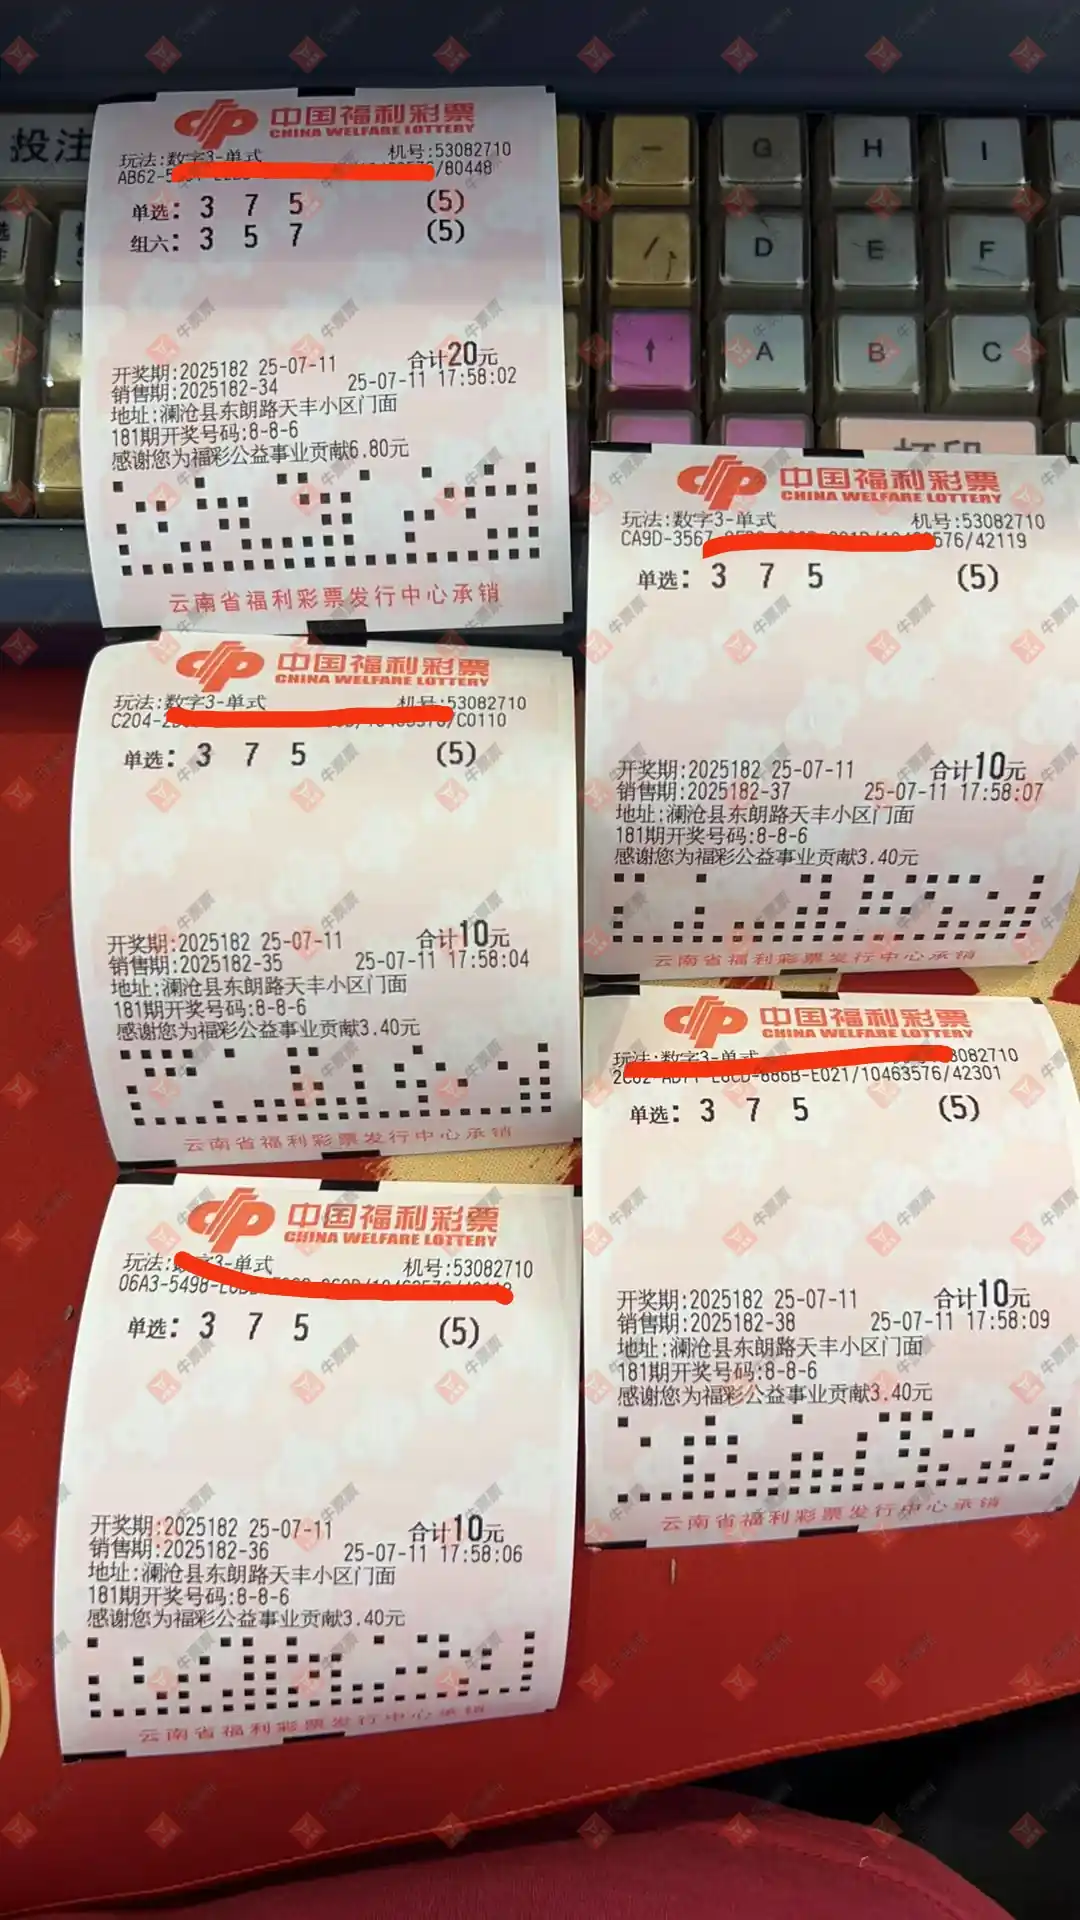 投注
G
H
I
D
E
F
A
B
C
↑
中国福利彩票
CHINA WELFARE LOTTERY
玩法:数字3-单式 机号:53082710
AB62- /80448
单选: 3 7 5 (5)
组六: 3 5 7 (5)
开奖期:2025182 25-07-11 合计20元
销售期:2025182-34 25-07-11 17:58:02
地址:澜沧县东朗路天丰小区门面
181期开奖号码:8-8-6
感谢您为福彩公益事业贡献6.80元
云南省福利彩票发行中心承销
中国福利彩票
CHINA WELFARE LOTTERY
玩法:数字3-单式 机号:53082710
C204- /C0110
单选: 3 7 5 (5)
开奖期:2025182 25-07-11 合计10元
销售期:2025182-35 25-07-11 17:58:04
地址:澜沧县东朗路天丰小区门面
181期开奖号码:8-8-6
感谢您为福彩公益事业贡献3.40元
云南省福利彩票发行中心承销
中国福利彩票
CHINA WELFARE LOTTERY
玩法:数字3-单式 机号:53082710
06A3-5498-
单选: 3 7 5 (5)
开奖期:2025182 25-07-11 合计10元
销售期:2025182-36 25-07-11 17:58:06
地址:澜沧县东朗路天丰小区门面
181期开奖号码:8-8-6
感谢您为福彩公益事业贡献3.40元
云南省福利彩票发行中心承销
中国福利彩票
CHINA WELFARE LOTTERY
玩法:数字3-单式 机号:53082710
CA9D-3567 576/42119
单选: 3 7 5 (5)
开奖期:2025182 25-07-11 合计10元
销售期:2025182-37 25-07-11 17:58:07
地址:澜沧县东朗路天丰小区门面
181期开奖号码:8-8-6
感谢您为福彩公益事业贡献3.40元
云南省福利彩票发行中心承销
中国福利彩票
CHINA WELFARE LOTTERY
玩法:数字3-单式 3082710
E021/10463576/42301
单选: 3 7 5 (5)
开奖期:2025182 25-07-11 合计10元
销售期:2025182-38 25-07-11 17:58:09
地址:澜沧县东朗路天丰小区门面
181期开奖号码:8-8-6
感谢您为福彩公益事业贡献3.40元
云南省福利彩票发行中心承销
牛票票